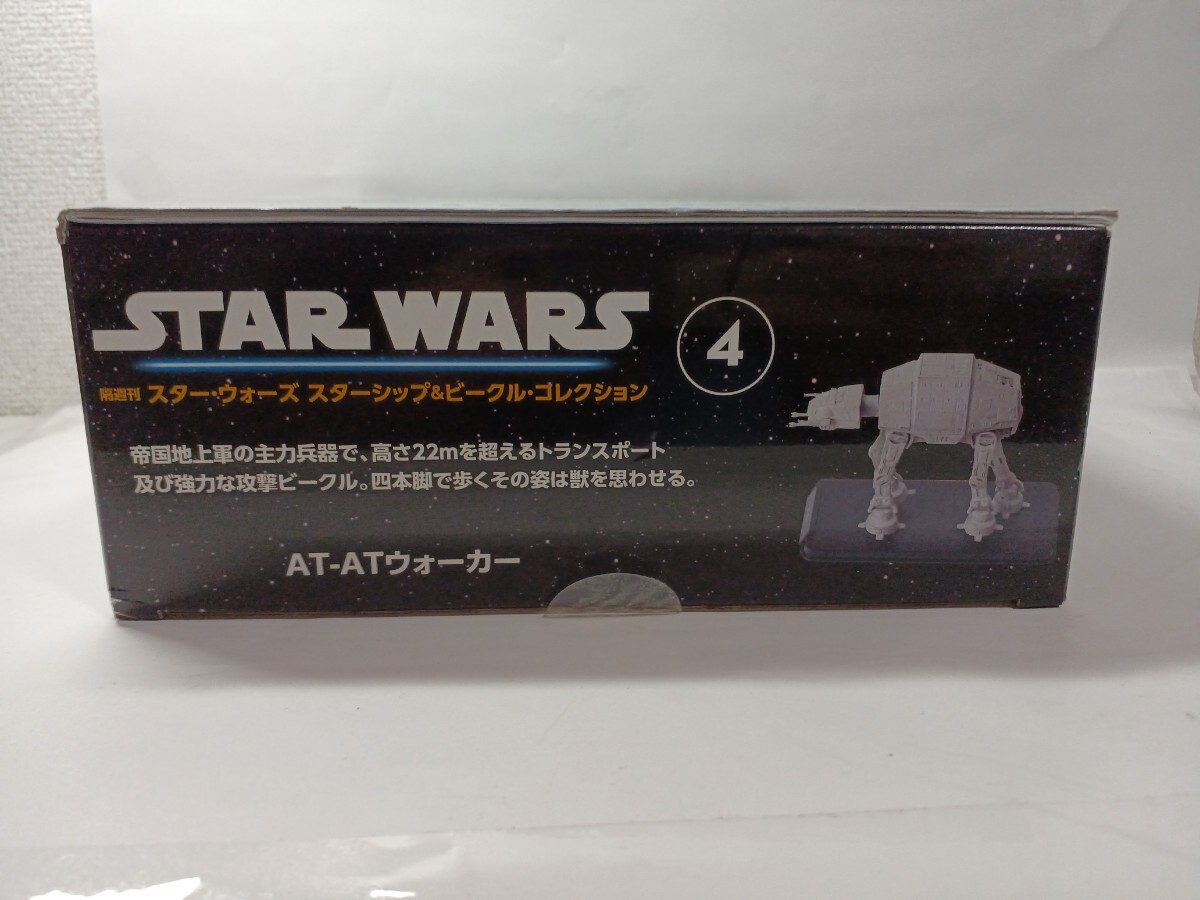 STAR WARS
4
隔週刊 スター・ウォーズ スターシップ&ビークル・コレクション
帝国地上軍の主力兵器で、高さ22mを超えるトランスポート
及び強力な攻撃ビークル。四本脚で歩くその姿は獣を思わせる。
AT-ATウォーカー